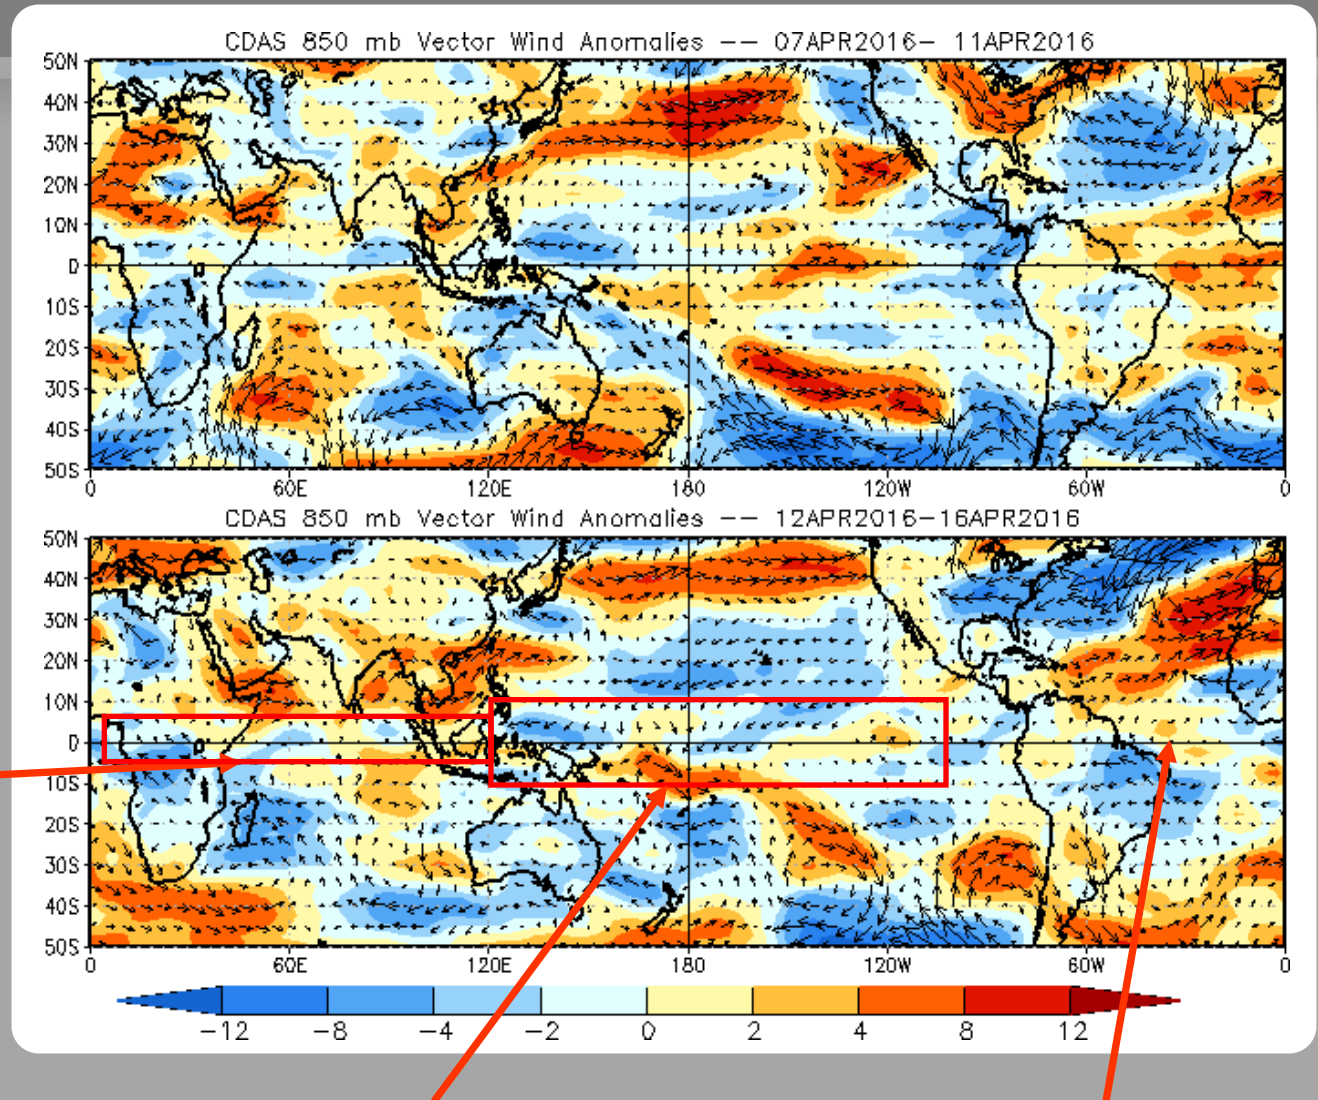 CDAS 850 mb Vector Wind Anomalies -- 07APR2016- 11APR2016
50N
40N
30N
20N
10N
0
10S
20S
30S
40S
50S
0 60E 120E 180 120W 60W 0
CDAS 850 mb Vector Wind Anomalies -- 12APR2016-16APR2016
50N
40N
30N
20N
10N
0
10S
20S
30S
40S
50S
0 60E 120E 180 120W 60W 0
-12 -8 -4 -2 0 2 4 8 12